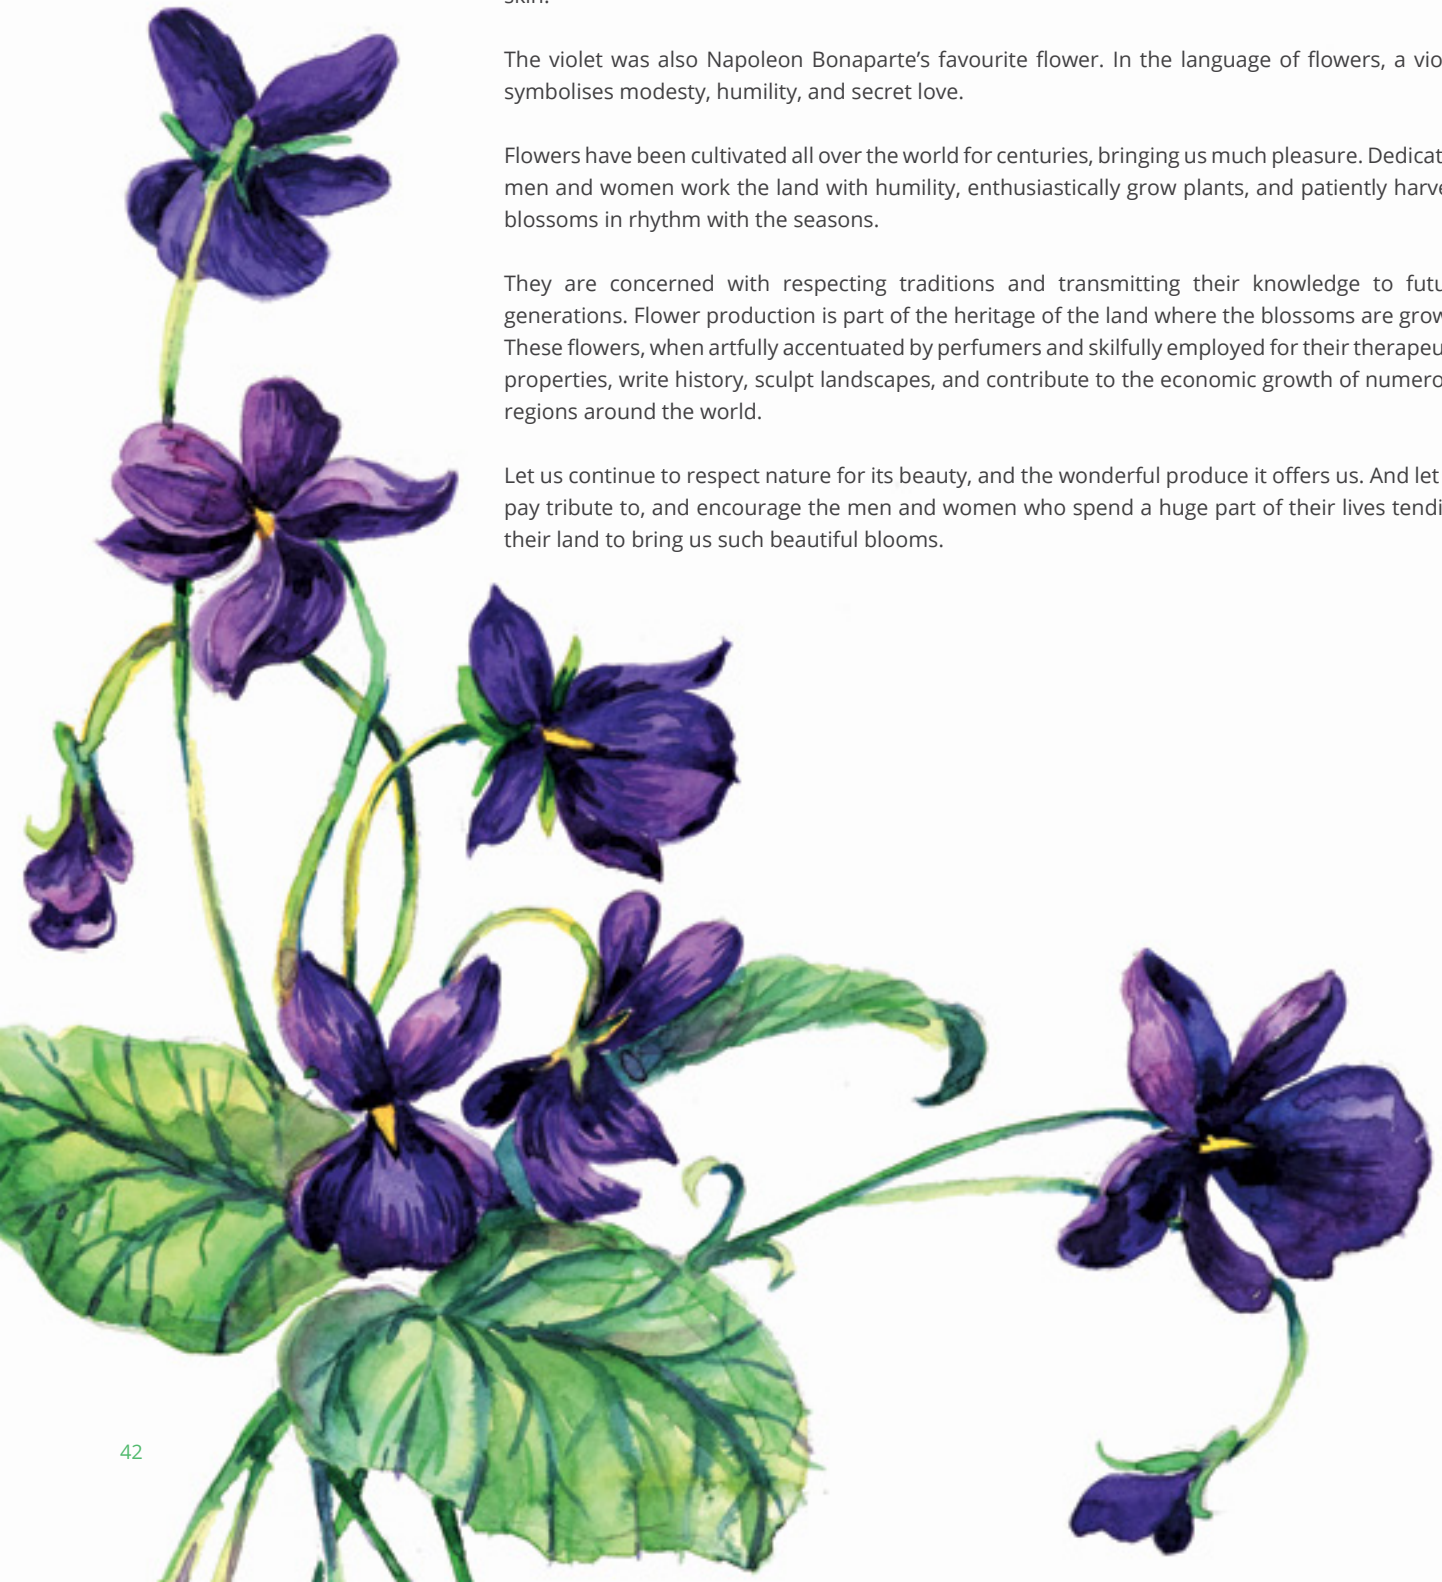 skin.
The violet was also Napoleon Bonaparte’s favourite flower. In the language of flowers, a vio
symbolises modesty, humility, and secret love.
Flowers have been cultivated all over the world for centuries, bringing us much pleasure. Dedicat
men and women work the land with humility, enthusiastically grow plants, and patiently harve
blossoms in rhythm with the seasons.
They are concerned with respecting traditions and transmitting their knowledge to futu
generations. Flower production is part of the heritage of the land where the blossoms are grow
These flowers, when artfully accentuated by perfumers and skilfully employed for their therapeu
properties, write history, sculpt landscapes, and contribute to the economic growth of numero
regions around the world.
Let us continue to respect nature for its beauty, and the wonderful produce it offers us. And let
pay tribute to, and encourage the men and women who spend a huge part of their lives tendi
their land to bring us such beautiful blooms.
42